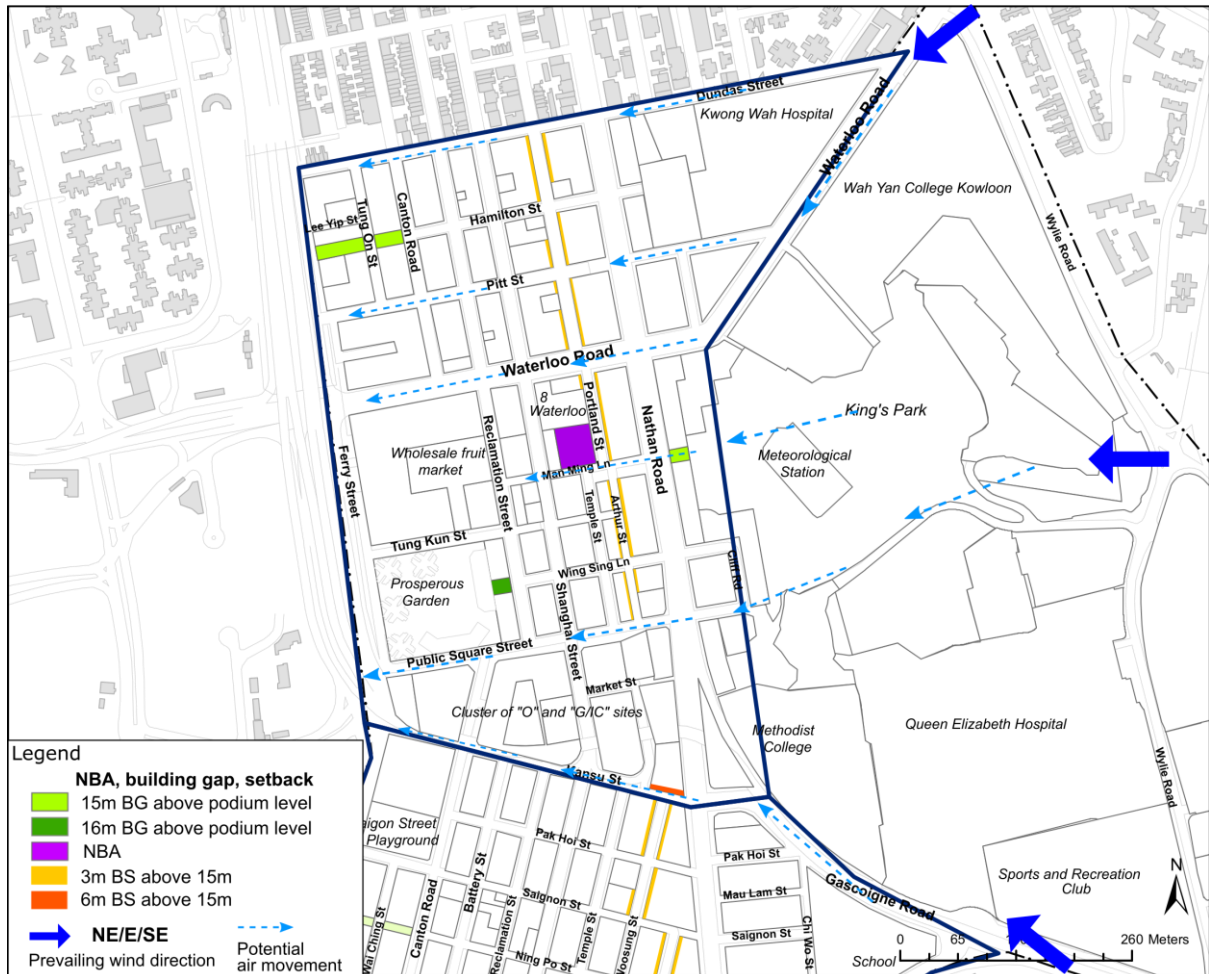 Dundas Street
Kwong Wah Hospital
Waterloo Road
Wah Yan College Kowloon
Wylie Road
Lee Yip St
Tung On St
Canton Road
Hamilton St
Pitt St
Waterloo Road
8
Waterloo
Portland St
King's Park
Meteorological
Station
Nathan Road
Reclamation Street
Wholesale fruit
market
Man Ming Ln
Ferry Street
Temple St
Arthur St
Tung Kun St
Wing Sing Ln
Cliff Rd
Prosperous
Garden
Shanghai Street
Public Square Street
Market St
Cluster of "O" and "G/IC" sites
Methodist
College
Queen Elizabeth Hospital
Wylie Road
Kansu St
Playground
Pak Hoi St
Battery St
Canton Road
Saignon St
Reclamation St
Temple St
Woosung St
Ning Po St
Wai Ching St
Pak Hoi St
Mau Lam St
Saignon St
Chi Wo St
Gascoigne Road
Sports and Recreation
Club
School
N
0 65 260 Meters
Legend
NBA, building gap, setback
15m BG above podium level
16m BG above podium level
NBA
3m BS above 15m
6m BS above 15m
NE/E/SE
Prevailing wind direction
Potential
air movement